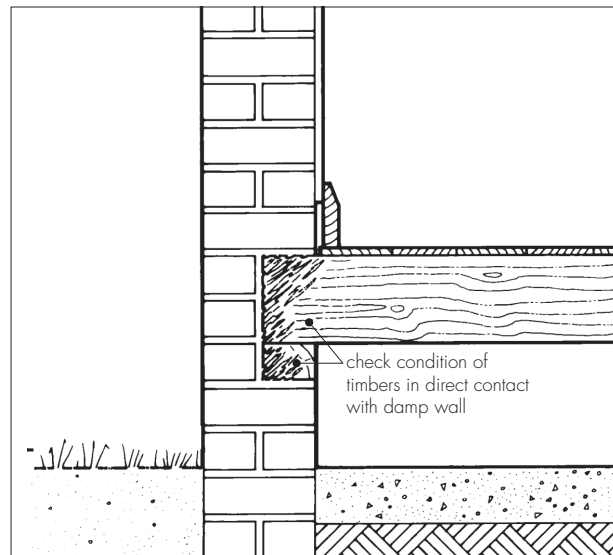 check condition of
timbers in direct contact
with damp wall